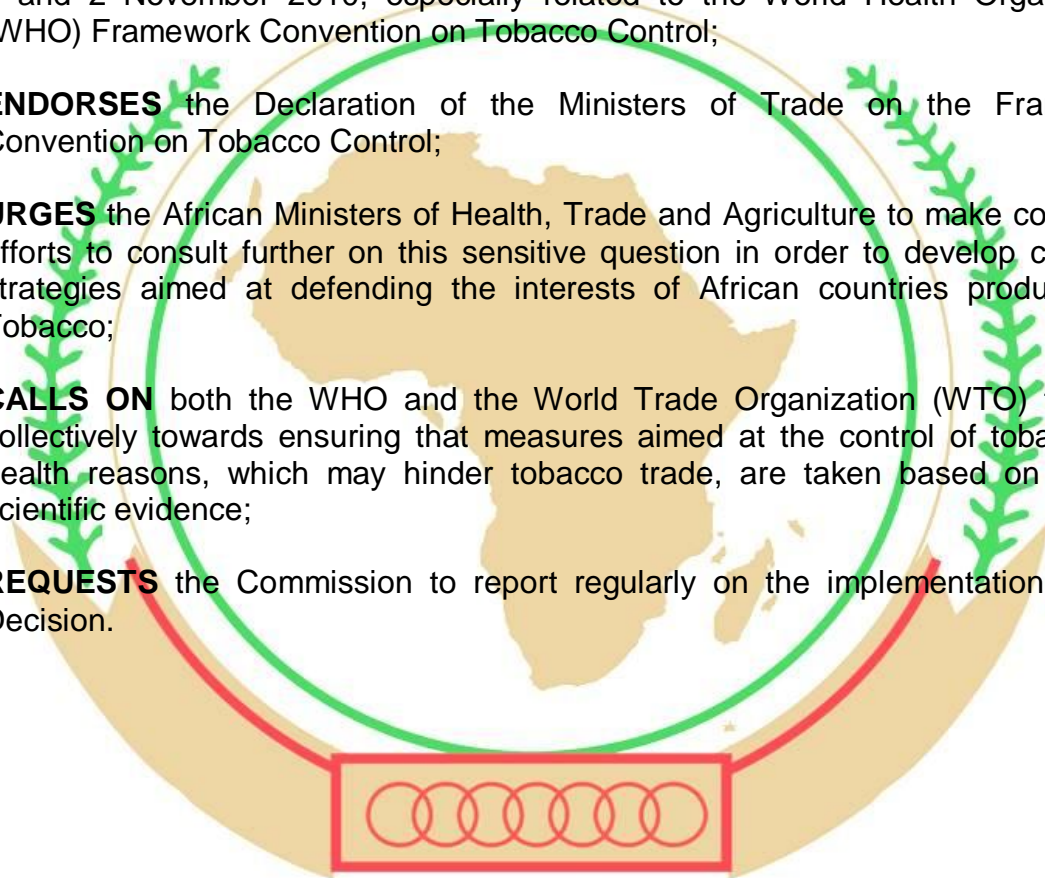 and 2 November 2010, especially related to the World Health Orga
WHO) Framework Convention on Tobacco Control;
ENDORSES the Declaration of the Ministers of Trade on the Fra
Convention on Tobacco Control;
URGES the African Ministers of Health, Trade and Agriculture to make co
fforts to consult further on this sensitive question in order to develop c
trategies aimed at defending the interests of African countries produ
Tobacco;
CALLS ON both the WHO and the World Trade Organization (WTO)
ollectively towards ensuring that measures aimed at the control of toba
ealth reasons, which may hinder tobacco trade, are taken based on
cientific evidence;
REQUESTS the Commission to report regularly on the implementation
Decision.